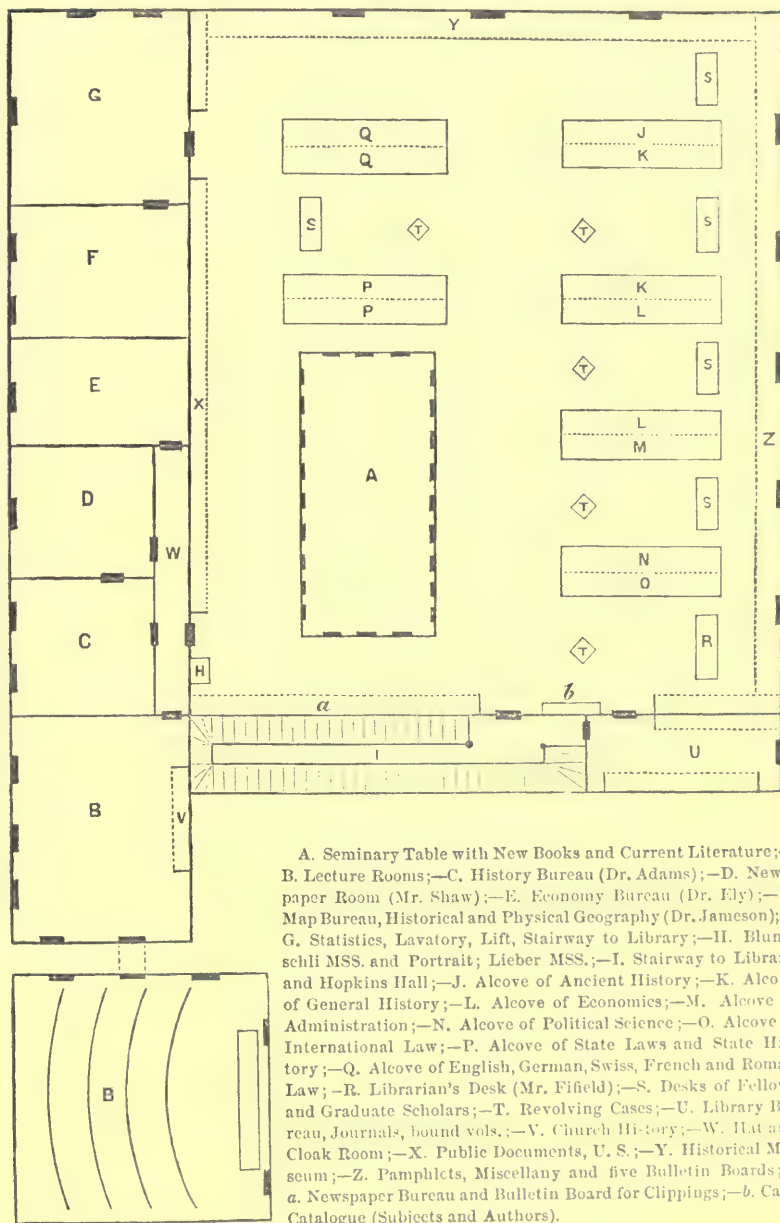 Y
G
S
Q
Q
J
K
S
T
T
S
F
P
P
K
L
E
X
T
S
A
L
M
Z
D
W
T
S
N
O
C
H
T
R
a
b
I
U
B
V
A. Seminary Table with New Books and Current Literature;—
B. Lecture Rooms;—C. History Bureau (Dr. Adams);—D. New
paper Room (Mr. Shaw);—E. Economy Bureau (Dr. Ely);—
Map Bureau, Historical and Physical Geography (Dr. Jameson);
G. Statistics, Lavatory, Lift, Stairway to Library;—H. Blun
schli MSS. and Portrait; Lieber MSS.;—I. Stairway to Librar
and Hopkins Hall;—J. Alcove of Ancient History;—K. Alco
of General History;—L. Alcove of Economics;—M. Alcove
Administration;—N. Alcove of Political Science;—O. Alcove
International Law;—P. Alcove of State Laws and State Hi
tory;—Q. Alcove of English, German, Swiss, French and Roma
Law;—R. Librarian's Desk (Mr. Fifield);—S. Desks of Fellow
and Graduate Scholars;—T. Revolving Cases;—U. Library B
reau, Journals, bound vols.;—V. Church History;—W. Hat a
Cloak Room;—X. Public Documents, U. S.;—Y. Historical M
seum;—Z. Pamphlets, Miscellany and five Bulletin Boards;
a. Newspaper Bureau and Bulletin Board for Clippings;—b. Ca
Catalogue (Subjects and Authors).
B